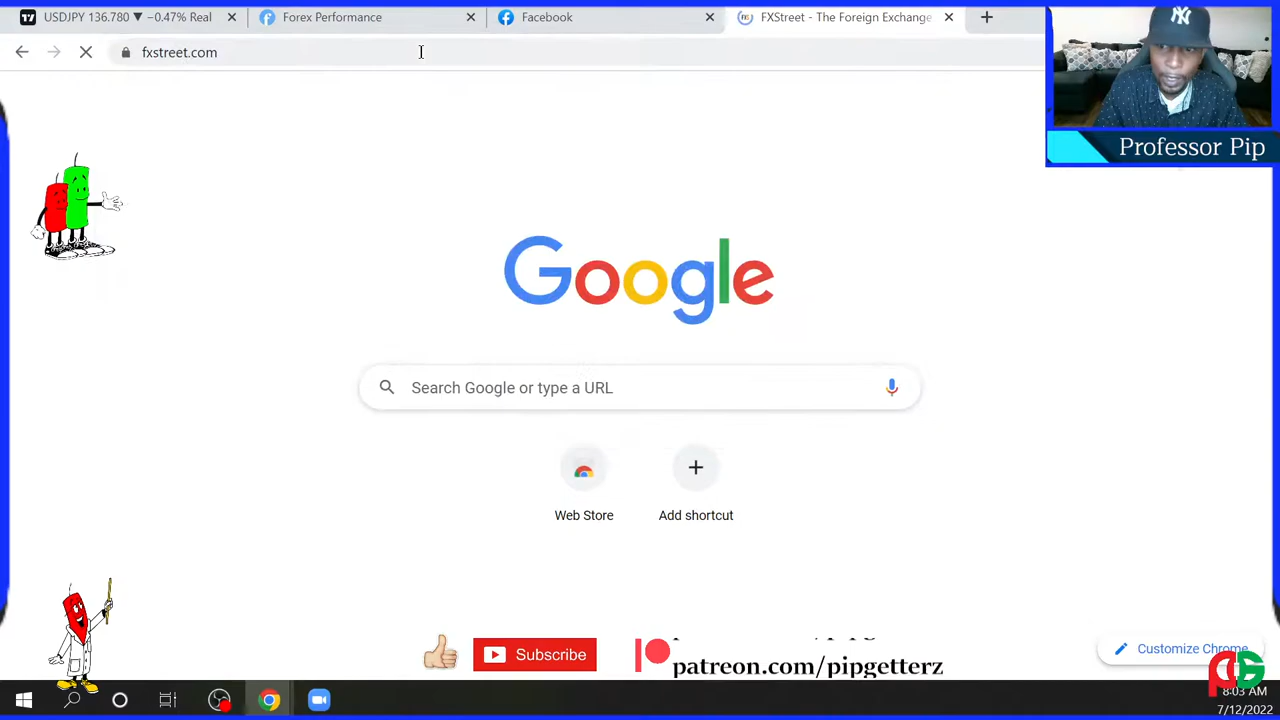 USDJPY 136.780 ▼ −0.47% Real
Forex Performance
Facebook
FXStreet - The Foreign Exchange
fxstreet.com
NY
Professor Pip
Google
Search Google or type a URL
Web Store
Add shortcut
Subscribe
patreon.com/pipgetterz
Customize Chrome
PG
8:03 AM
7/12/2022